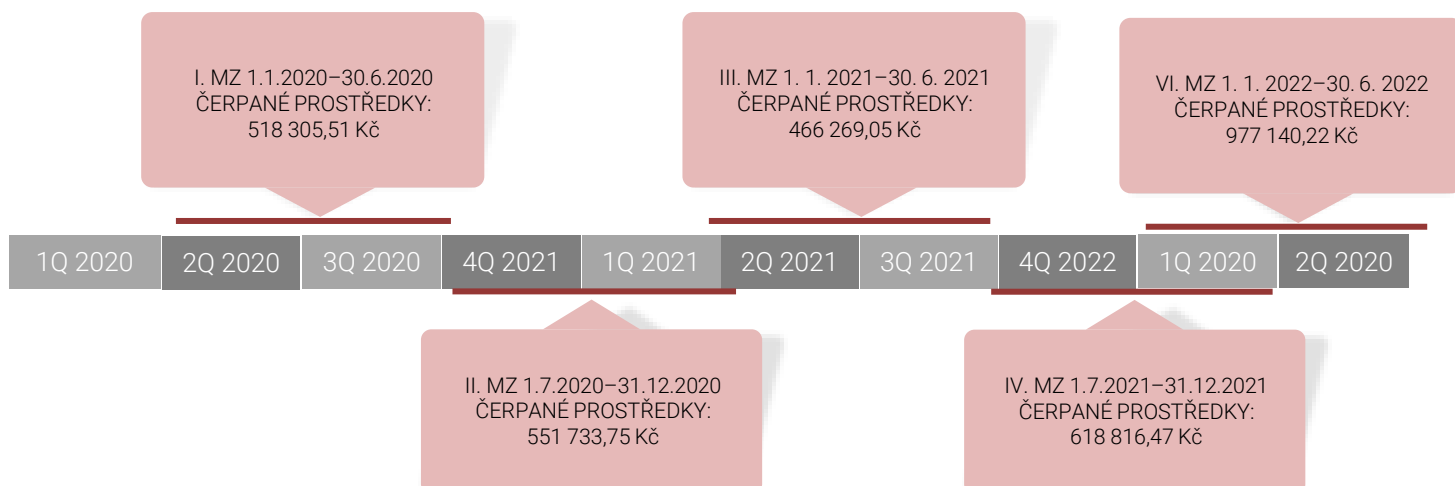 I. MZ 1.1.2020–30.6.2020
ČERPANÉ PROSTŘEDKY:
518 305,51 Kč
III. MZ 1. 1. 2021–30. 6. 2021
ČERPANÉ PROSTŘEDKY:
466 269,05 Kč
VI. MZ 1. 1. 2022–30. 6. 2022
ČERPANÉ PROSTŘEDKY:
977 140,22 Kč
1Q 2020
2Q 2020
3Q 2020
4Q 2021
1Q 2021
2Q 2021
3Q 2021
4Q 2022
1Q 2020
2Q 2020
II. MZ 1.7.2020–31.12.2020
ČERPANÉ PROSTŘEDKY:
551 733,75 Kč
IV. MZ 1.7.2021–31.12.2021
ČERPANÉ PROSTŘEDKY:
618 816,47 Kč